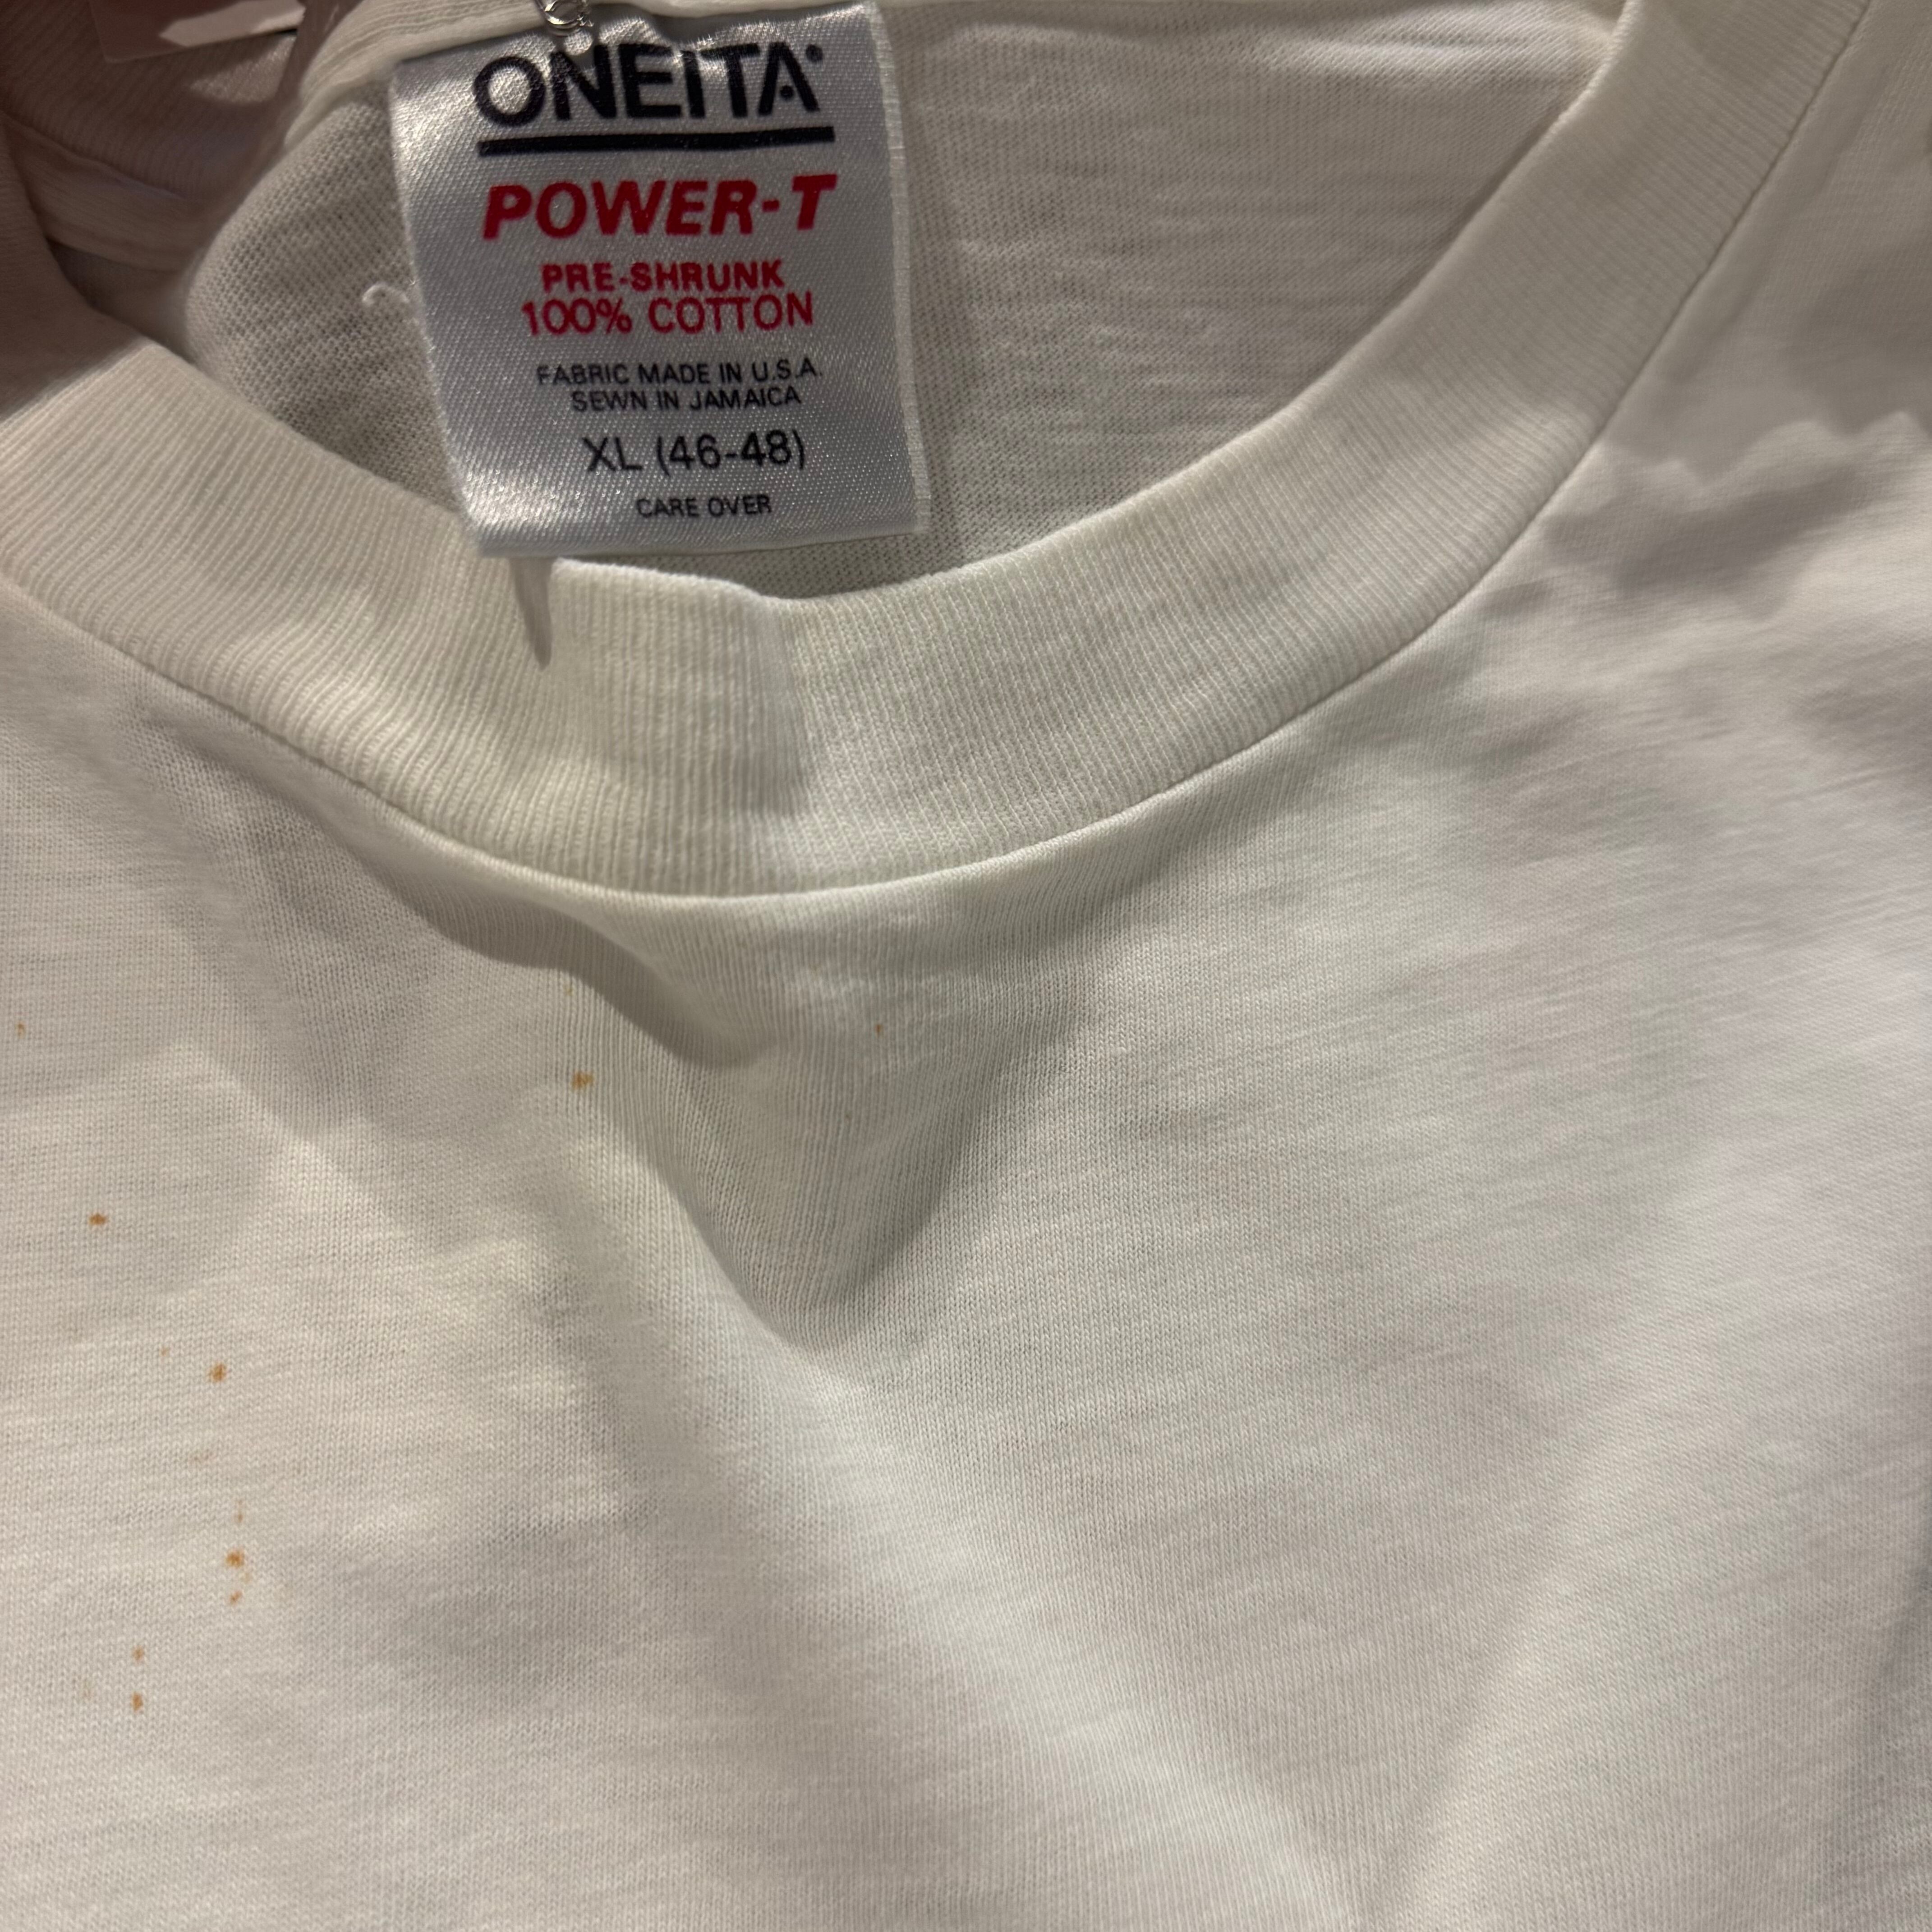 ONEITA®
POWER-T
PRE-SHRUNK
100% COTTON
FABRIC MADE IN U.S.A.
SEWN IN JAMAICA
XL (46-48)
CARE OVER